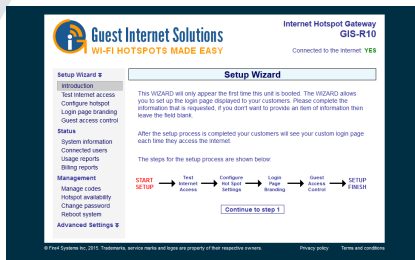 Guest Internet Solutions
WI-FI HOTSPOTS MADE EASY
Internet Hotspot Gateway
GIS-R10
Connected to the Internet: YES
Setup Wizard
Introduction
Test Internet access
Configure hotspot
Login page branding
Guest access control
Status
System information
Connected users
Usage reports
Billing reports
Management
Manage codes
Hotspot availability
Change password
Reboot system
Advanced Settings
Setup Wizard
This WIZARD will only appear the first time this unit is booted. The WIZARD allows
you to set up the login page displayed to your customers. Please complete the
information that is requested, if you don't want to provide an item of information then
leave the field blank.
After the setup process is completed your customers will see your custom login page
each time they access the Internet.
The steps for the setup process are shown below:
START SETUP
Test Internet Access
Configure Hot Spot Settings
Login Page Branding
Guest Access Control
SETUP FINISH
Continue to step 1
© Fire4 Systems Inc, 2015. Trademarks, service marks and logos are property of their respective owners.
Privacy policy
Terms and conditions